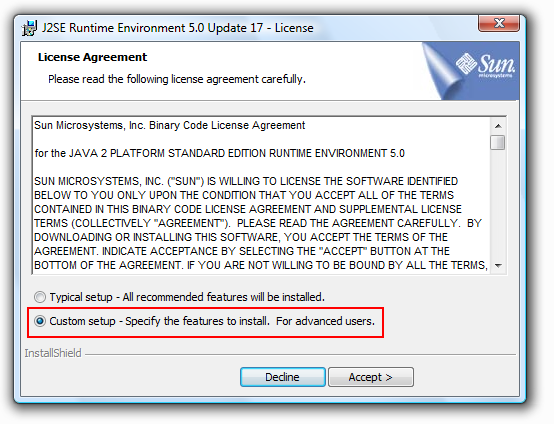 J2SE Runtime Environment 5.0 Update 17 - License
License Agreement
Please read the following license agreement carefully.
Sun
microsystems
Sun Microsystems, Inc. Binary Code License Agreement
for the JAVA 2 PLATFORM STANDARD EDITION RUNTIME ENVIRONMENT 5.0
SUN MICROSYSTEMS, INC. ("SUN") IS WILLING TO LICENSE THE SOFTWARE IDENTIFIED
BELOW TO YOU ONLY UPON THE CONDITION THAT YOU ACCEPT ALL OF THE TERMS
CONTAINED IN THIS BINARY CODE LICENSE AGREEMENT AND SUPPLEMENTAL LICENSE
TERMS (COLLECTIVELY "AGREEMENT").  PLEASE READ THE AGREEMENT CAREFULLY.  BY
DOWNLOADING OR INSTALLING THIS SOFTWARE, YOU ACCEPT THE TERMS OF THE
AGREEMENT. INDICATE ACCEPTANCE BY SELECTING THE "ACCEPT" BUTTON AT THE
BOTTOM OF THE AGREEMENT. IF YOU ARE NOT WILLING TO BE BOUND BY ALL THE TERMS,
Typical setup - All recommended features will be installed.
Custom setup - Specify the features to install.  For advanced users.
InstallShield
Decline
Accept >